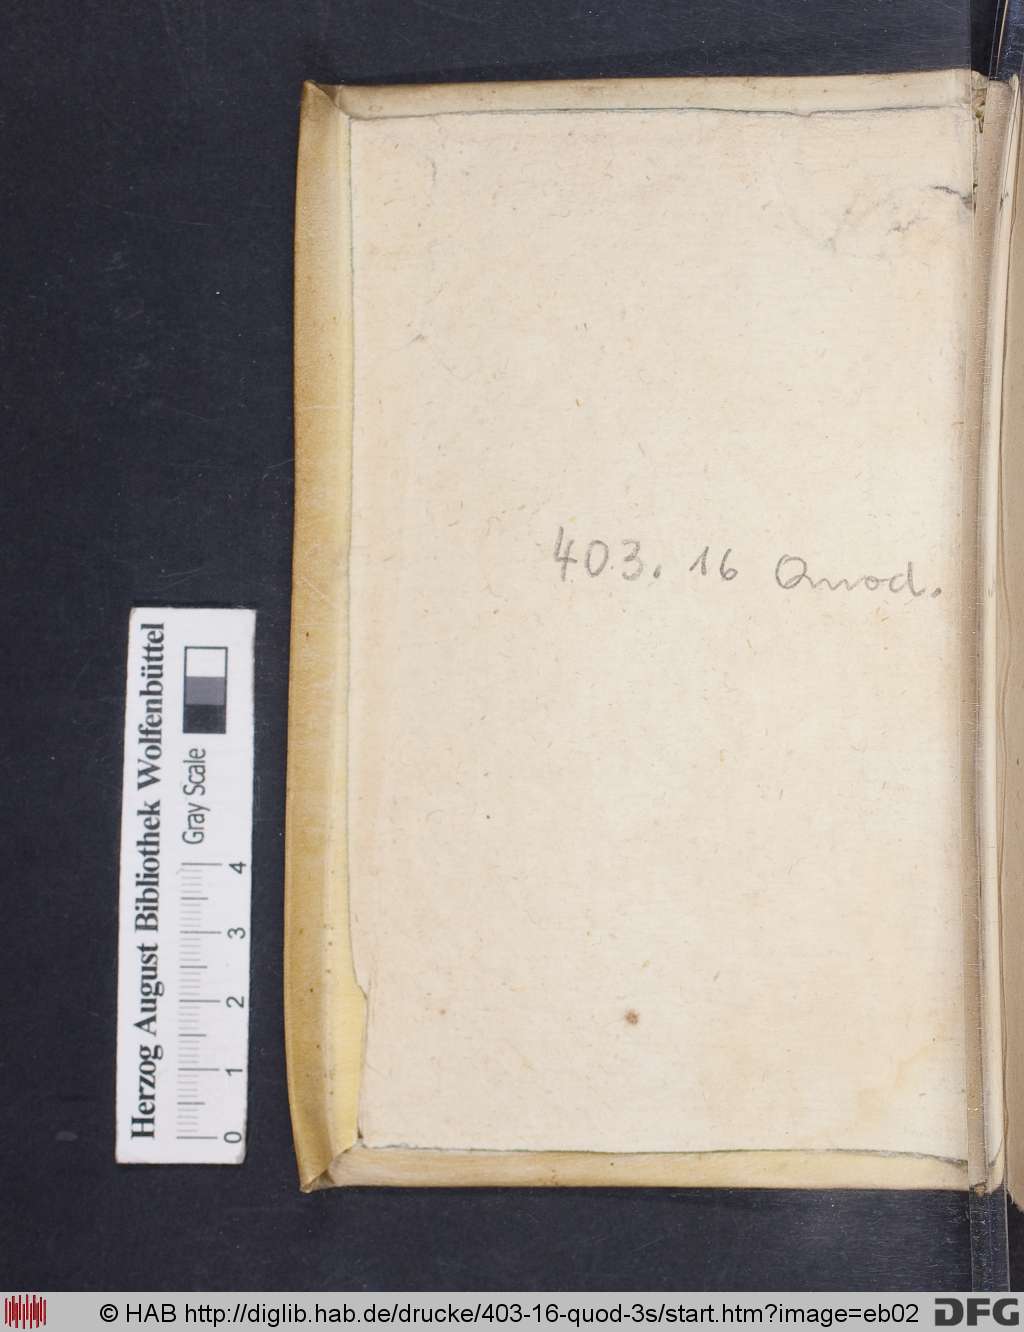 403. 16 Quod.
Herzog August Bibliothek Wolfenbüttel
Gray Scale
0 1 2 3 4
© HAB http://diglib.hab.de/drucke/403-16-quod-3s/start.htm?image=eb02
DFG